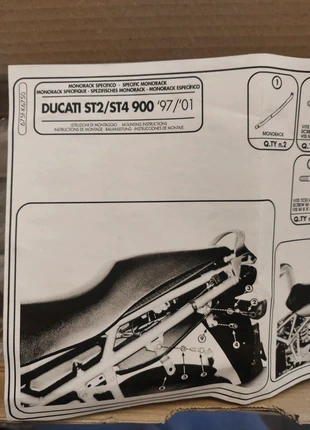 MONORACK SPECIFICO - SPECIFIC MONORACK
MONORACK SPECIFIQUE - SPEZIFISCHES MONORACK - MONORACK ESPECIFICO
DUCATI ST2/ST4 900 '97/'01
ISTRUZIONI DI MONTAGGIO - MOUNTING INSTRUCTIONS
INSTRUCTIONS DE MONTAGE - BAUANLEITUNG - INSTRUCCIONES DE MONTAJE
1
MONORACK
Q.TY n.2
Q.TY n